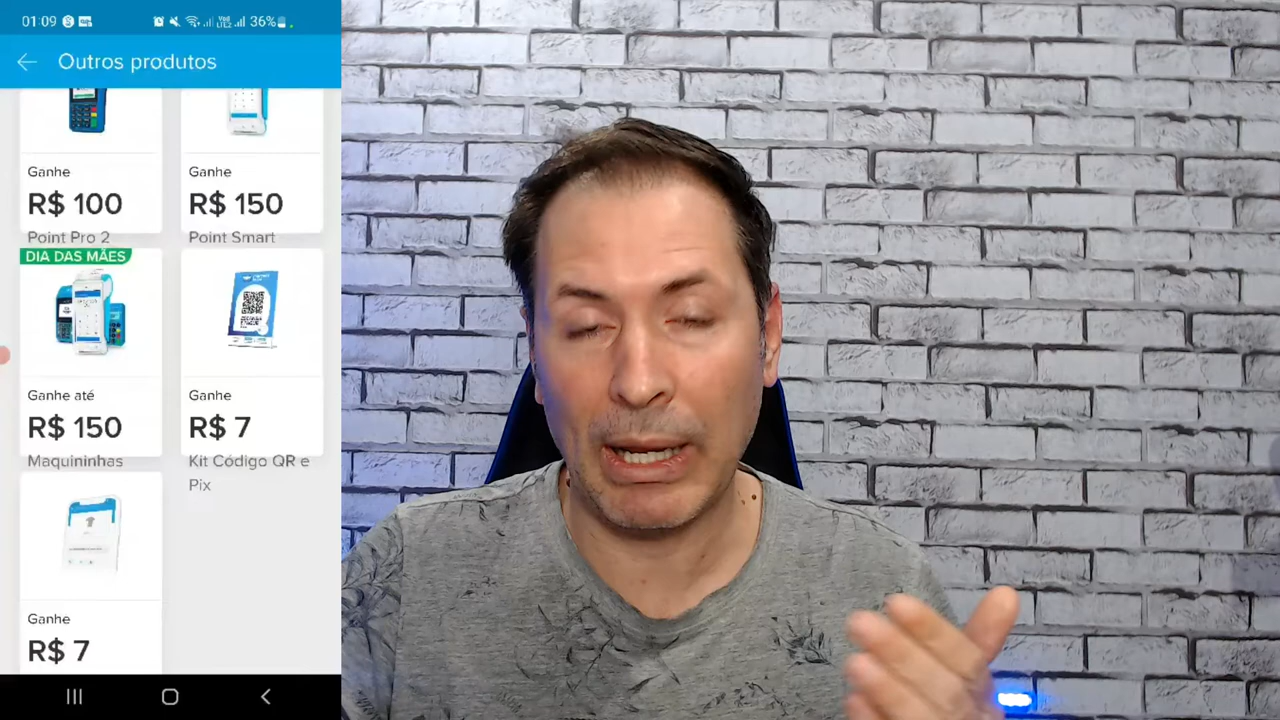 01:09
36%
Outros produtos
Ganhe
R$ 100
Point Pro 2
Ganhe
R$ 150
Point Smart
DIA DAS MÃES
Ganhe até
R$ 150
Maquininhas
Ganhe
R$ 7
Kit Código QR e
Pix
Ganhe
R$ 7